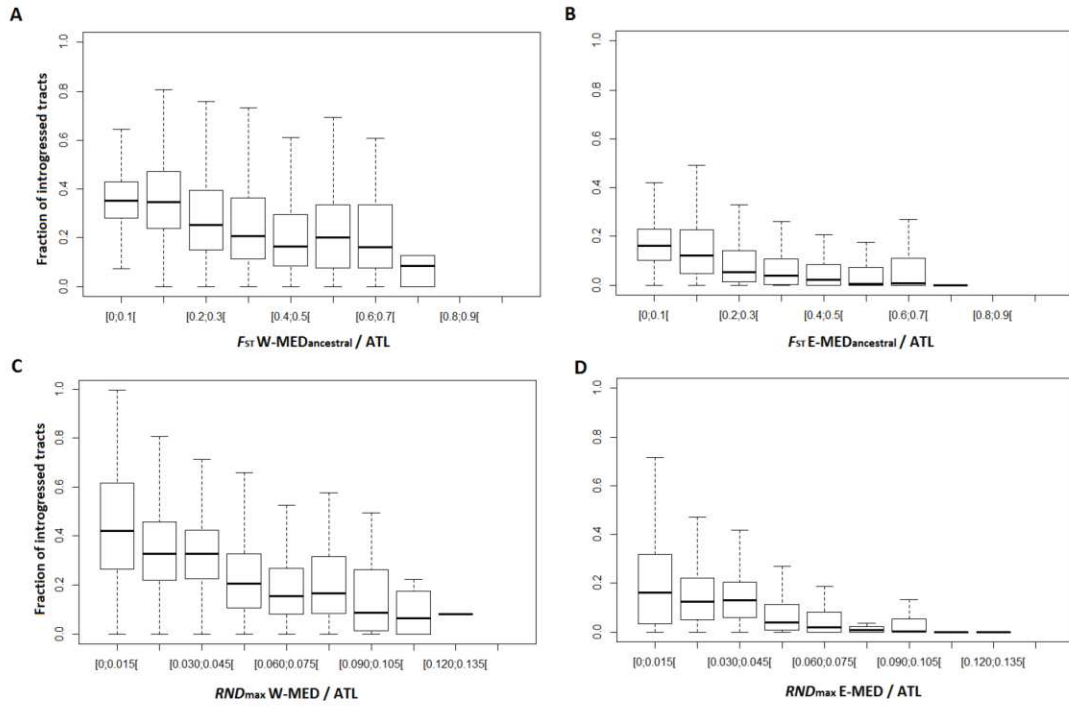 A
B
Fraction of introgressed tracts
1.0
0.8
0.6
0.4
0.2
0.0
[0;0.1[ [0.2;0.3[ [0.4;0.5[ [0.6;0.7[ [0.8;0.9[
FST W-MEDancestral / ATL
1.0
0.8
0.6
0.4
0.2
0.0
[0;0.1[ [0.2;0.3[ [0.4;0.5[ [0.6;0.7[ [0.8;0.9[
FST E-MEDancestral / ATL
C
D
Fraction of introgressed tracts
1.0
0.8
0.6
0.4
0.2
0.0
[0;0.015[ [0.030;0.045[ [0.060;0.075[ [0.090;0.105[ [0.120;0.135[
RNDmax W-MED / ATL
1.0
0.8
0.6
0.4
0.2
0.0
[0;0.015[ [0.030;0.045[ [0.060;0.075[ [0.090;0.105[ [0.120;0.135[
RNDmax E-MED / ATL